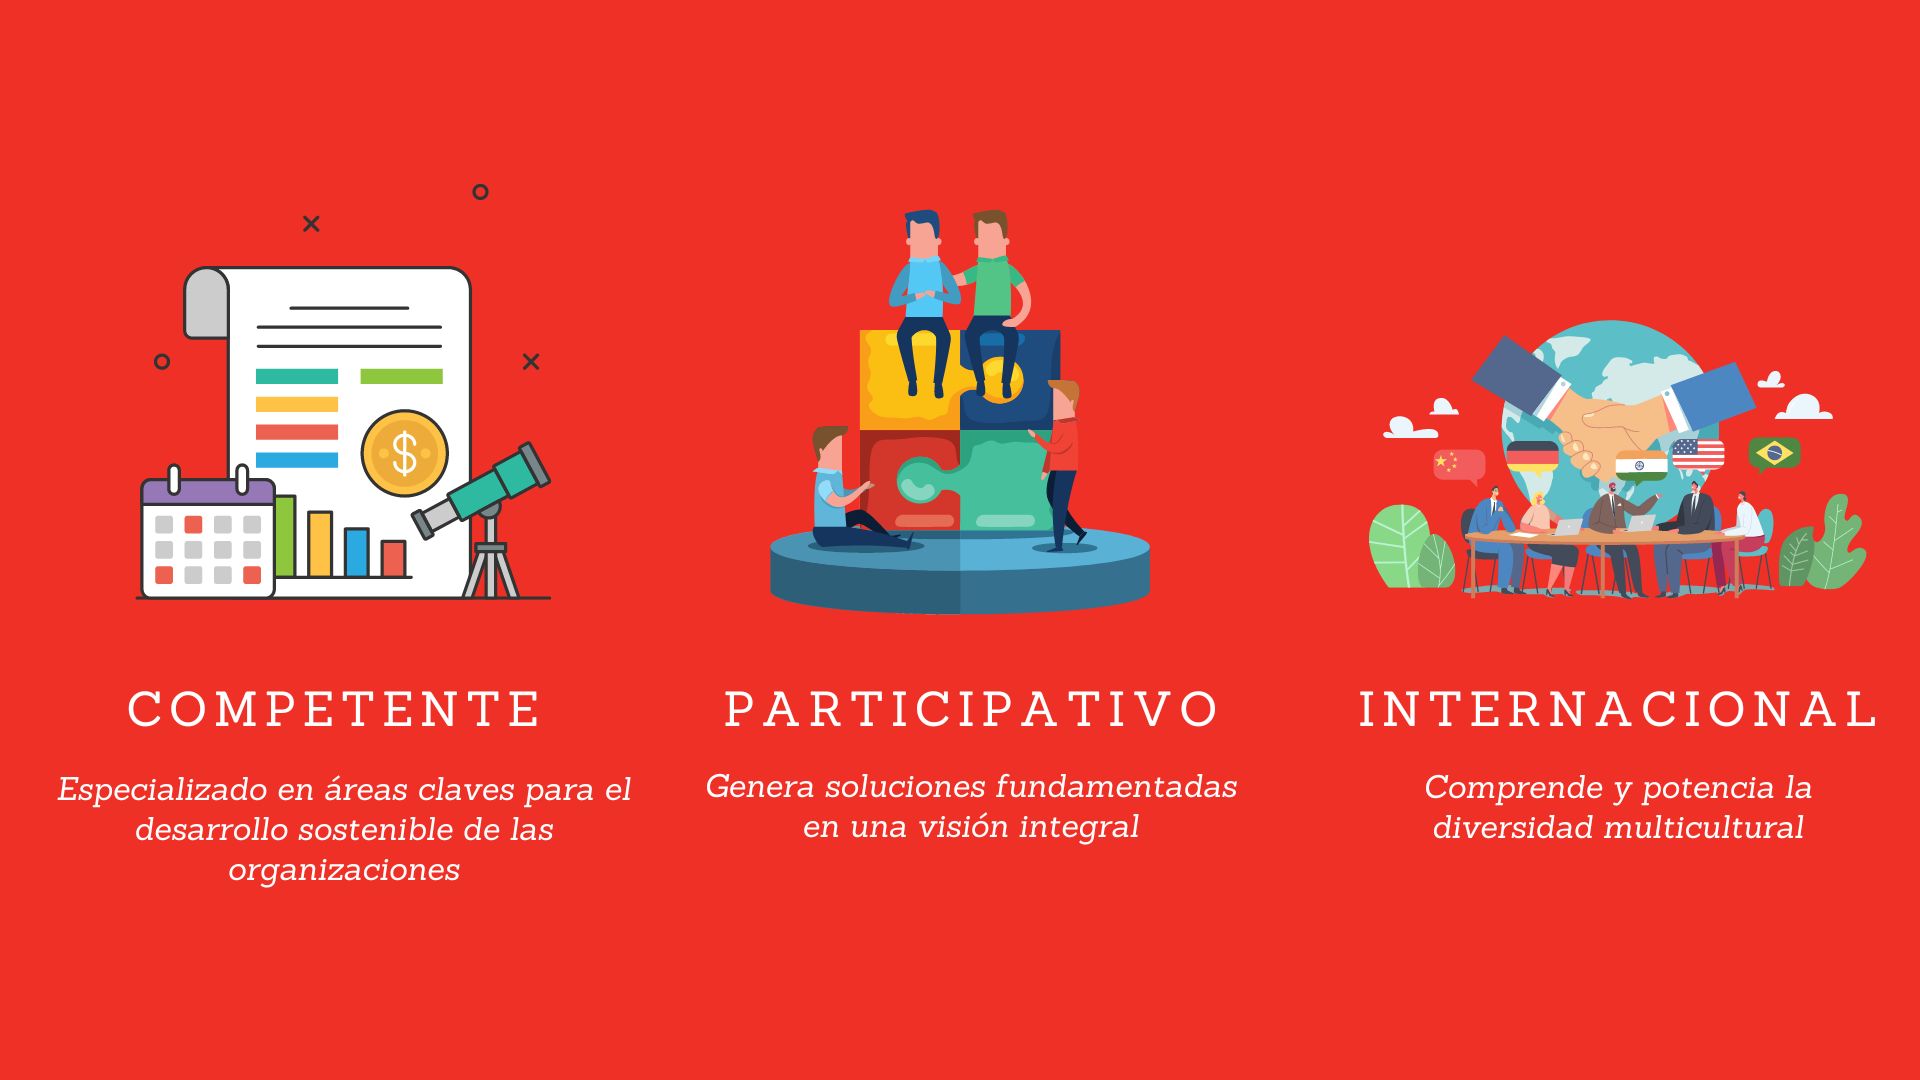 COMPETENTE
Especializado en áreas claves para el
desarrollo sostenible de las
organizaciones
PARTICIPATIVO
Genera soluciones fundamentadas
en una visión integral
INTERNACIONAL
Comprende y potencia la
diversidad multicultural